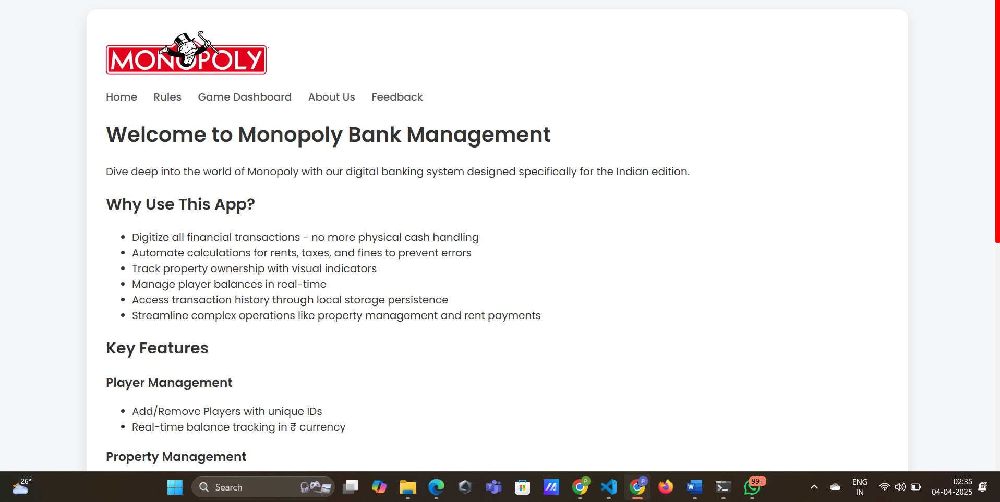 MONOPOLY
Home Rules Game Dashboard About Us Feedback
Welcome to Monopoly Bank Management
Dive deep into the world of Monopoly with our digital banking system designed specifically for the Indian edition.
Why Use This App?
Digitize all financial transactions - no more physical cash handling
Automate calculations for rents, taxes, and fines to prevent errors
Track property ownership with visual indicators
Manage player balances in real-time
Access transaction history through local storage persistence
Streamline complex operations like property management and rent payments
Key Features
Player Management
Add/Remove Players with unique IDs
Real-time balance tracking in ₹ currency
Property Management
26°
Search
P
P
99+
ENG
IN
02:35
04-04-2025